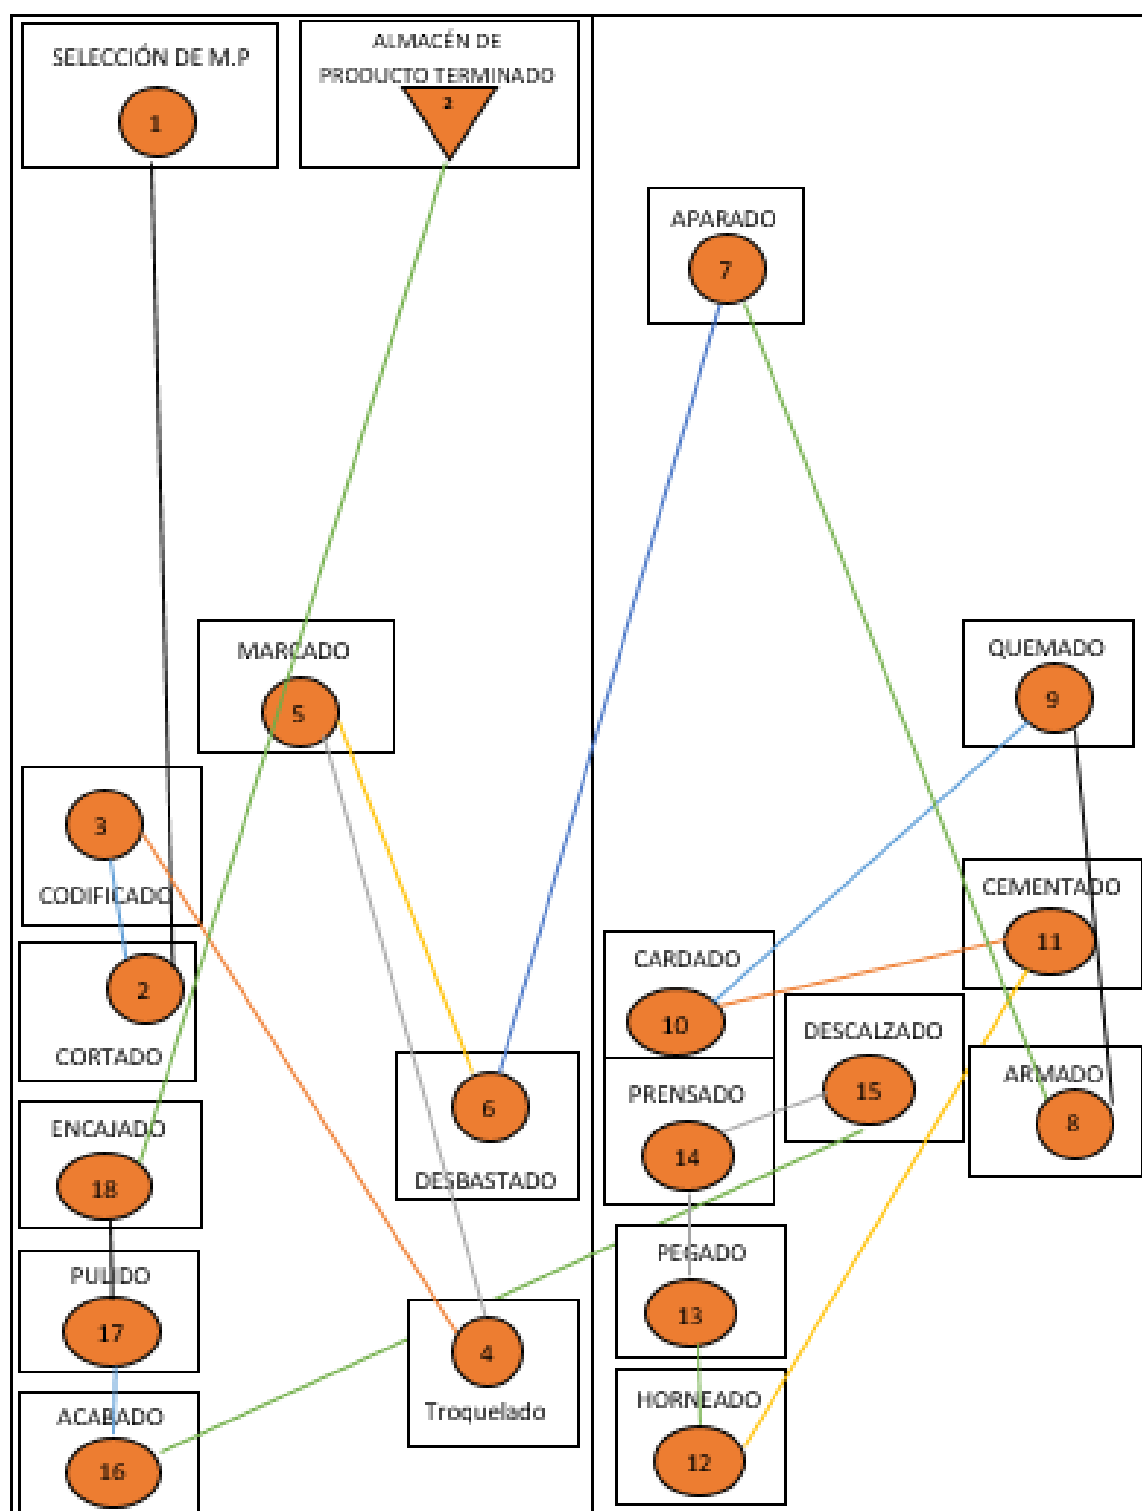 SELECCIÓN DE M.P
1
ALMACÉN DE
PRODUCTO TERMINADO
2
APARADO
7
MARCADO
5
QUEMADO
9
3
CODIFICADO
CEMENTADO
11
2
CORTADO
CARDADO
10
DESCALZADO
15
ARMADO
8
6
DESBASTADO
PRENSADO
14
ENCAJADO
18
PEGADO
13
PULIDO
17
4
Troquelado
HORNEADO
12
ACABADO
16